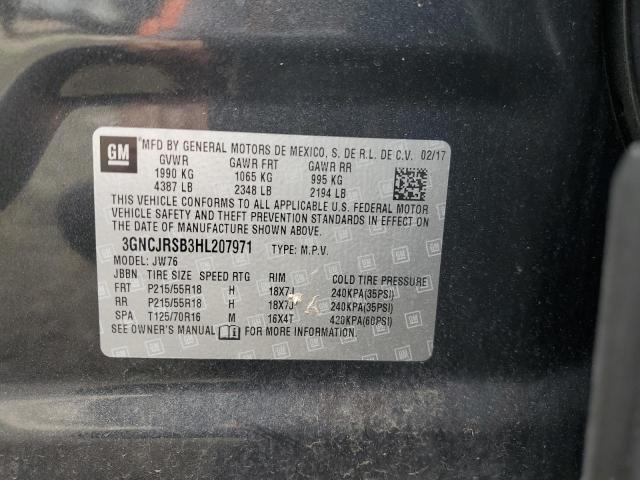 GM MFD BY GENERAL MOTORS DE MEXICO, S. DE R.L. DE C.V. 02/17
GVWR GAWR FRT GAWR RR
1990 KG 1065 KG 995 KG
4387 LB 2348 LB 2194 LB
THIS VEHICLE CONFORMS TO ALL APPLICABLE U.S. FEDERAL MOTOR
VEHICLE SAFETY AND THEFT PREVENTION STANDARDS IN EFFECT ON
THE DATE OF MANUFACTURE SHOWN ABOVE.
3GNCJRSB3HL207971 TYPE: M.P.V.
MODEL: JW76
JBBN TIRE SIZE SPEED RTG RIM COLD TIRE PRESSURE
FRT P215/55R18 H 18X7J 240KPA(35PSI)
RR P215/55R18 H 18X7J 240KPA(35PSI)
SPA T125/70R16 M 16X4T 420KPA(60PSI)
SEE OWNER'S MANUAL FOR MORE INFORMATION.